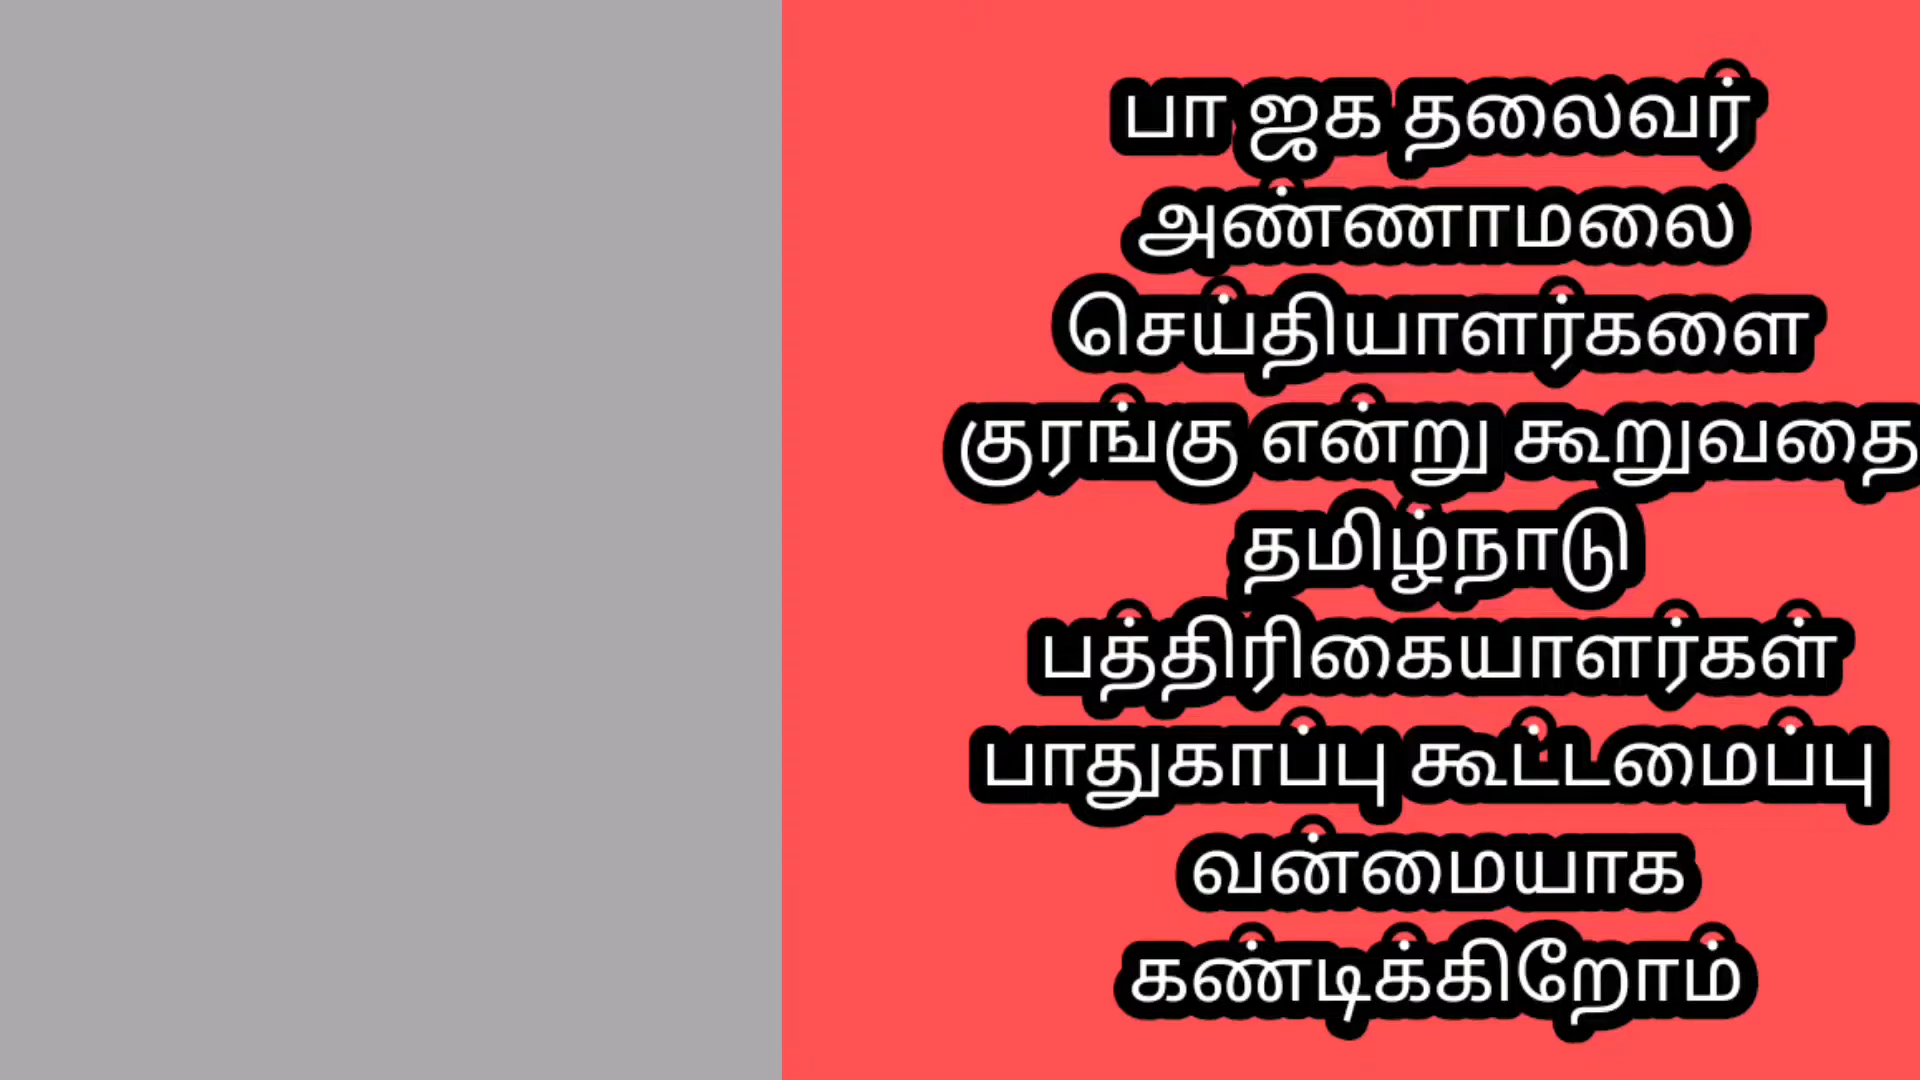 பா ஜக தலைவர்
அண்ணாமலை
செய்தியாளர்களை
குரங்கு என்று கூறுவதை
தமிழ்நாடு
பத்திரிகையாளர்கள்
பாதுகாப்பு கூட்டமைப்பு
வன்மையாக
கண்டிக்கிறோம்